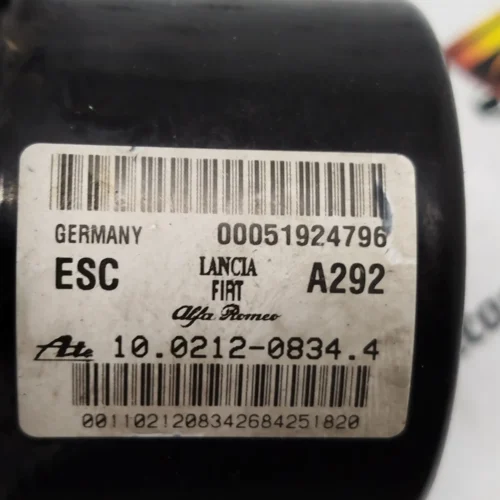 GERMANY 00051924796
ESC LANCIA A292
FIAT
Alfa Romeo
Ate 10.0212-0834.4
00110212083426842518​20